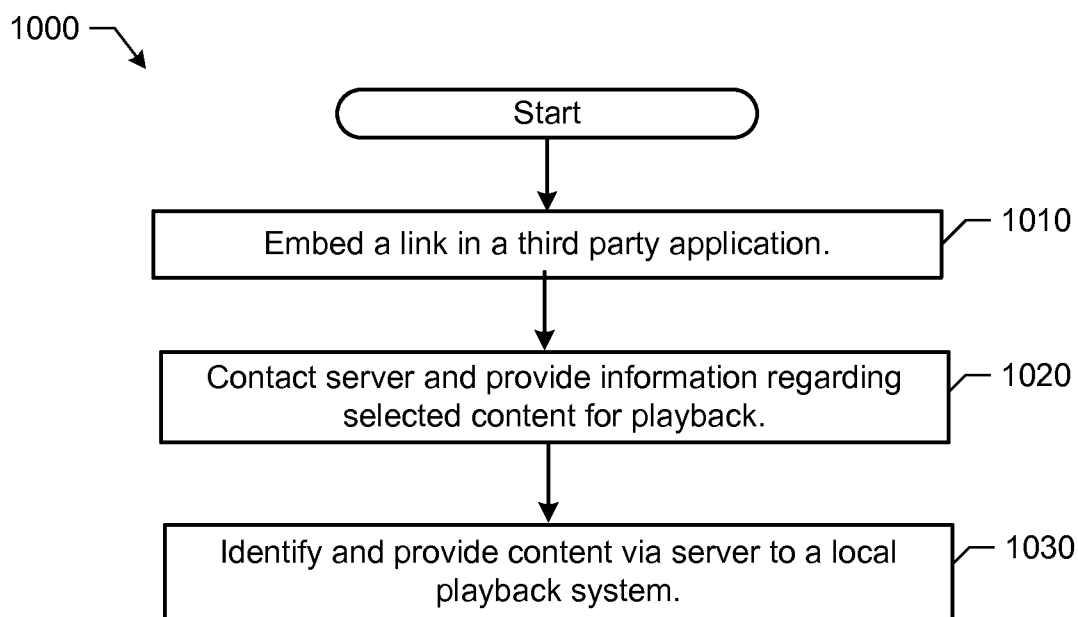 1000
Start
Embed a link in a third party application.
1010
Contact server and provide information regarding
selected content for playback.
1020
Identify and provide content via server to a local
playback system.
1030